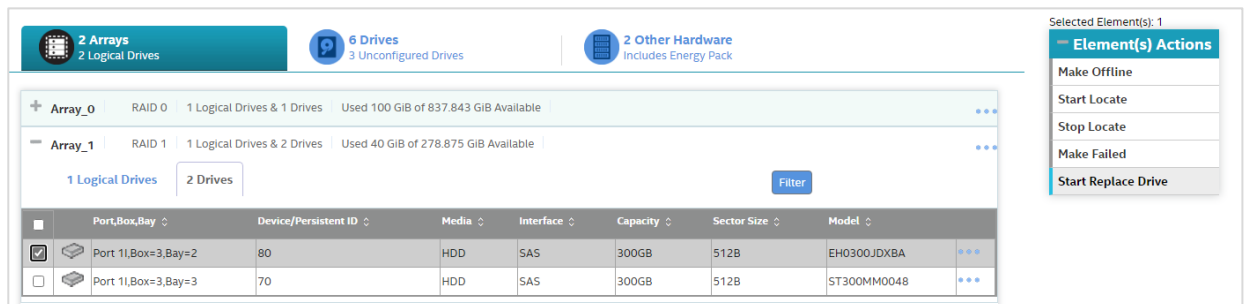 Selected Element(s): 1
2 Arrays
2 Logical Drives
6 Drives
3 Unconfigured Drives
2 Other Hardware
Includes Energy Pack
Element(s) Actions
Make Offline
Start Locate
Stop Locate
Make Failed
Start Replace Drive
Array_0 RAID 0 1 Logical Drives & 1 Drives Used 100 GiB of 837.843 GiB Available
Array_1 RAID 1 1 Logical Drives & 2 Drives Used 40 GiB of 278.875 GiB Available
1 Logical Drives 2 Drives Filter
Port,Box,Bay Device/Persistent ID Media Interface Capacity Sector Size Model
Port 1I,Box=3,Bay=2 80 HDD SAS 300GB 512B EH0300JDXBA
Port 1I,Box=3,Bay=3 70 HDD SAS 300GB 512B ST300MM0048